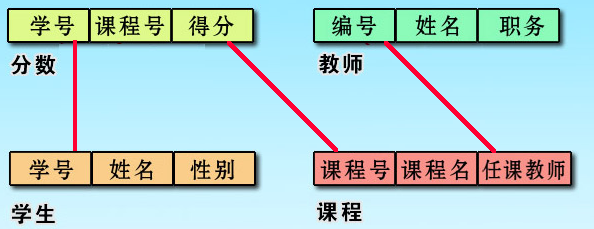 学号 课程号 得分
分数
编号 姓名 职务
教师
学号 姓名 性别
学生
课程号 课程名 任课教师
课程